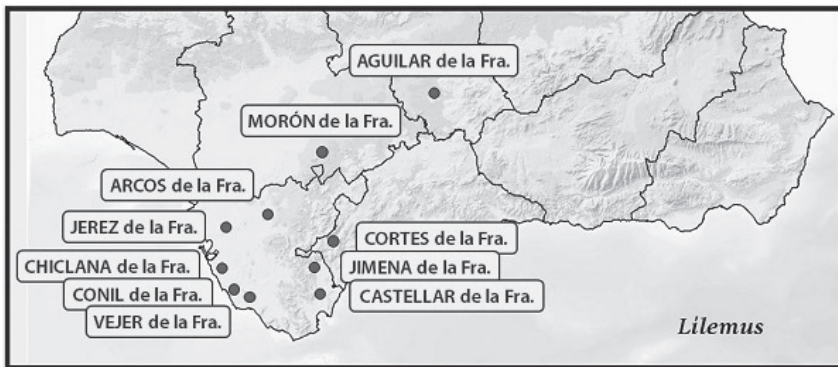 AGUILAR de la Fra.
MORÓN de la Fra.
ARCOS de la Fra.
JEREZ de la Fra.
CORTES de la Fra.
CHICLANA de la Fra.
JIMENA de la Fra.
CONIL de la Fra.
CASTELLAR de la Fra.
VEJER de la Fra.
Lilemus